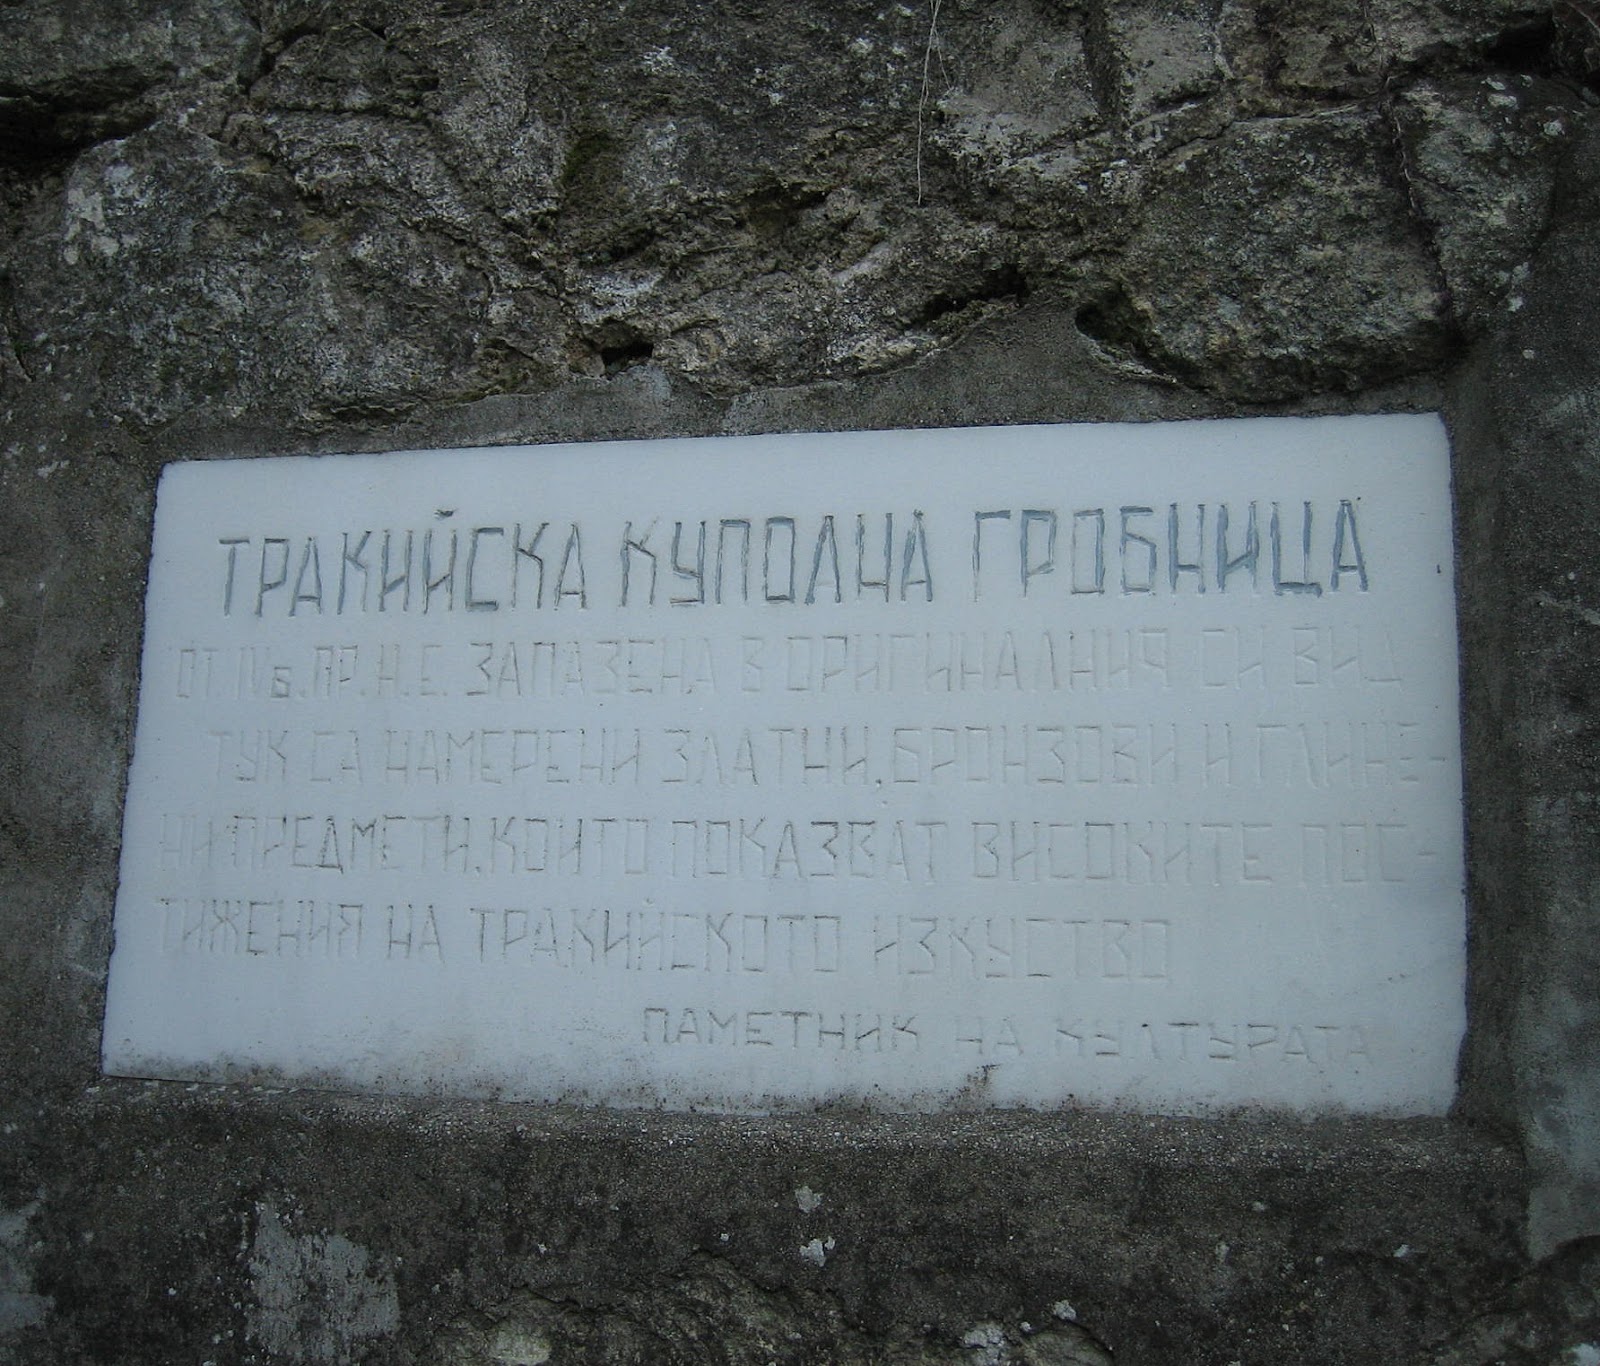 ТРАКИЙСКА КУПОЛНА ГРОБНИЦА
ОТ IV в. ПР. Н. Е. ЗАПАЗЕНА В ОРИГИНАЛНИЯ СИ ВИД
ТУК СА НАМЕРЕНИ ЗЛАТНИ, БРОНЗОВИ И ГЛИНЕ-
НИ ПРЕДМЕТИ, КОИТО ПОКАЗВАТ ВИСОКИТЕ ПОС-
ТИЖЕНИЯ НА ТРАКИЙСКОТО ИЗКУСТВО
ПАМЕТНИК НА КУЛТУРАТА